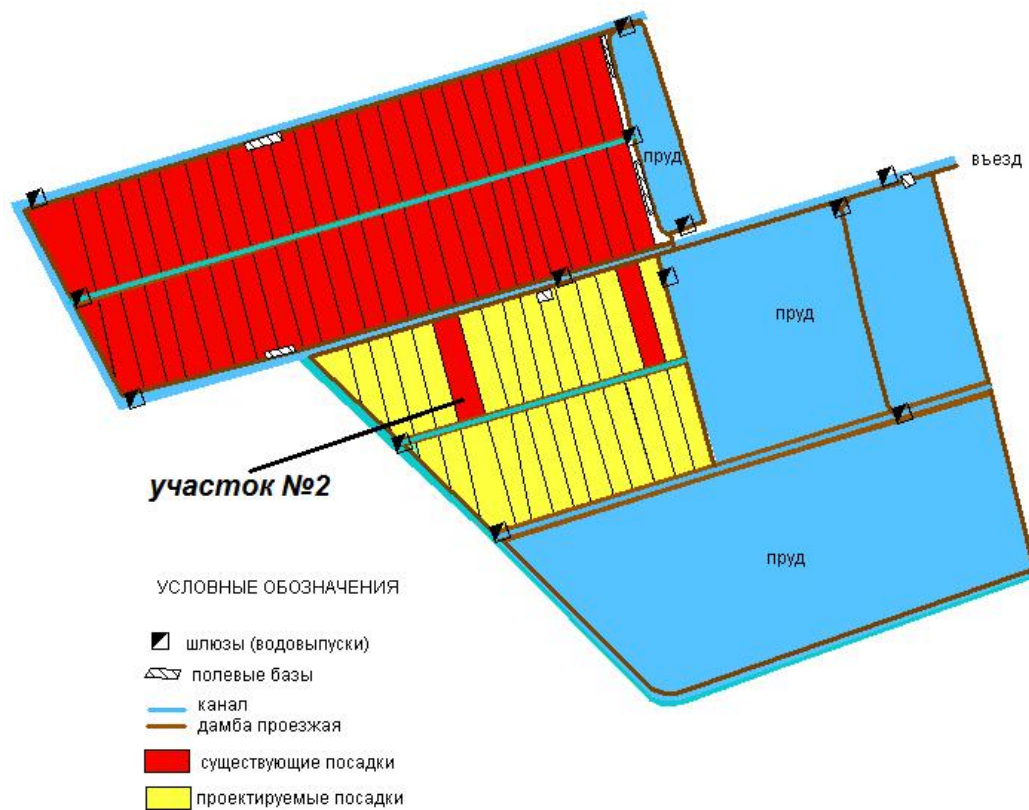 въезд
пруд
пруд
участок №2
пруд
УСЛОВНЫЕ ОБОЗНАЧЕНИЯ
шлюзы (водовыпуски)
полевые базы
канал
дамба проезжая
существующие посадки
проектируемые посадки